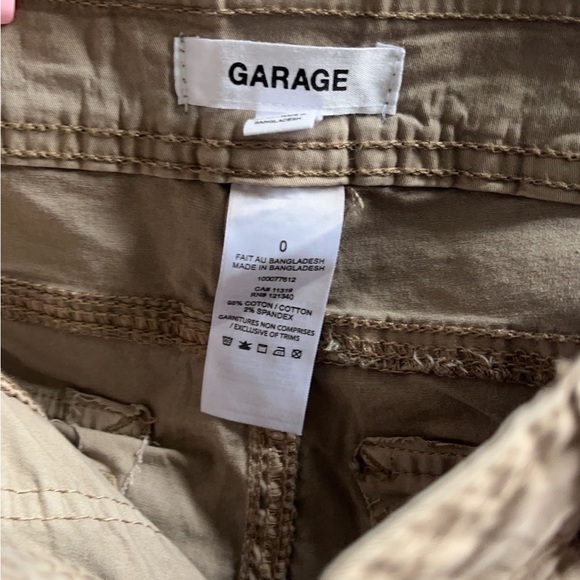 GARAGE
BANGLADESH
0
FAIT AU BANGLADESH
MADE IN BANGLADESH
100077612
CA# 11319
RN# 121340
98% COTON / COTTON
2% SPANDEX
GARNITURES NON COMPRISES
/ EXCLUSIVE OF TRIMS